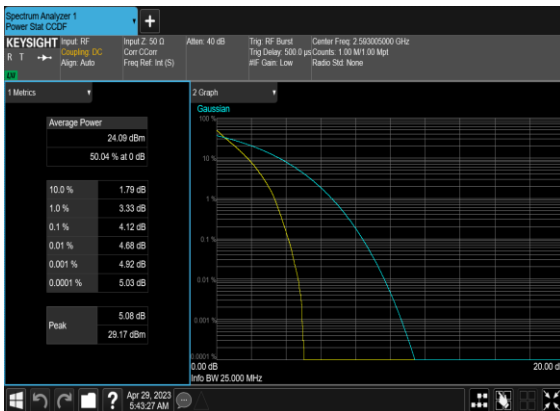 Spectrum Analyzer 1
Power Stat CCDF
KEYSIGHT
R T
LV
Input: RF
Coupling: DC
Align: Auto
Input Z: 50 Ω
Corr CCorr
Freq Ref: Int (S)
Atten: 40 dB
Trig: RF Burst
Trig Delay: 500.0 µs
#IF Gain: Low
Center Freq: 2.593005000 GHz
Counts: 1.00 M/1.00 Mpt
Radio Std: None
1 Metrics
Average Power
24.09 dBm
50.04 % at 0 dB
10.0 % 1.79 dB
1.0 % 3.33 dB
0.1 % 4.12 dB
0.01 % 4.68 dB
0.001 % 4.92 dB
0.0001 % 5.03 dB
Peak
5.08 dB
29.17 dBm
2 Graph
Gaussian
100 %
10 %
1 %
0.1 %
0.01 %
0.001 %
0.0001 %
0.00 dB
20.00 d
Info BW 25.000 MHz
Apr 29, 2023
5:43:27 AM